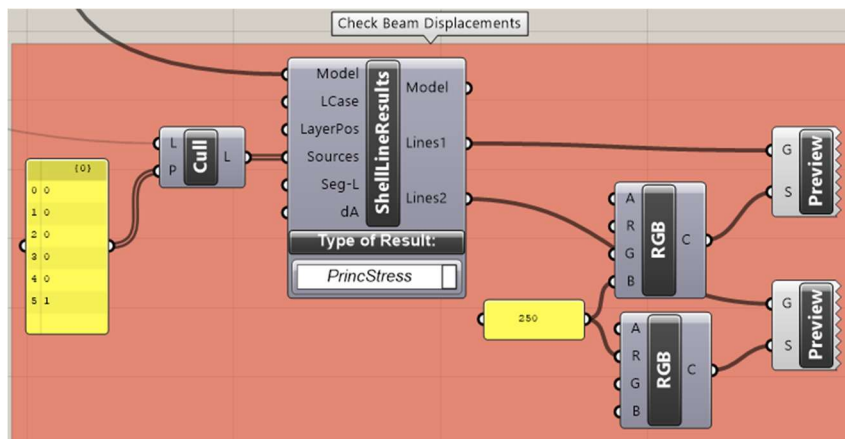 Check Beam Displacements
Model
LCase
LayerPos
Sources
Seg-L
dA
ShellLineResults
Model
Lines1
Lines2
Type of Result:
PrincStress
L
P
Cull
L
{0}
0 0
1 0
2 0
3 0
4 0
5 1
250
A
R
G
B
RGB
C
A
R
G
B
RGB
C
G
S
Preview
G
S
Preview